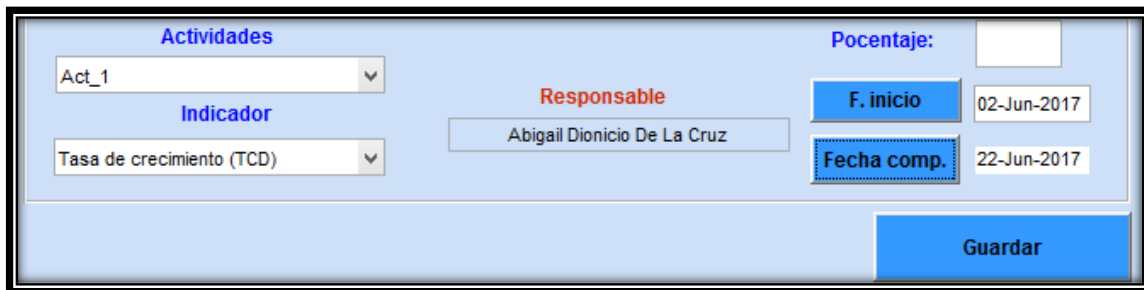 Actividades
Pocentaje:
Act_1
Indicador
Responsable
F. inicio
02-Jun-2017
Abigail Dionicio De La Cruz
Tasa de crecimiento (TCD)
Fecha comp.
22-Jun-2017
Guardar